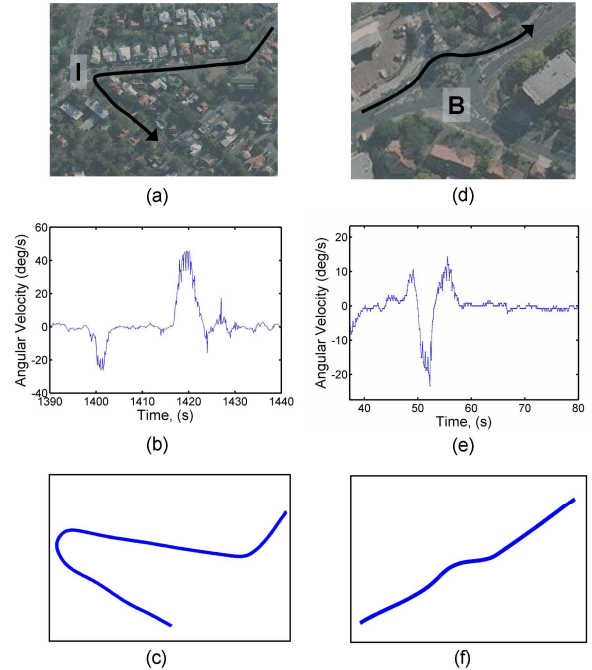 I
(a)
B
(d)
Angular Velocity (deg/s)
60
40
20
0
-20
-40
1390 1400 1410 1420 1430 1440
Time, (s)
(b)
Angular Velocity (deg/s)
20
10
0
-10
-20
40 50 60 70 80
Time, (s)
(e)
(c)
(f)